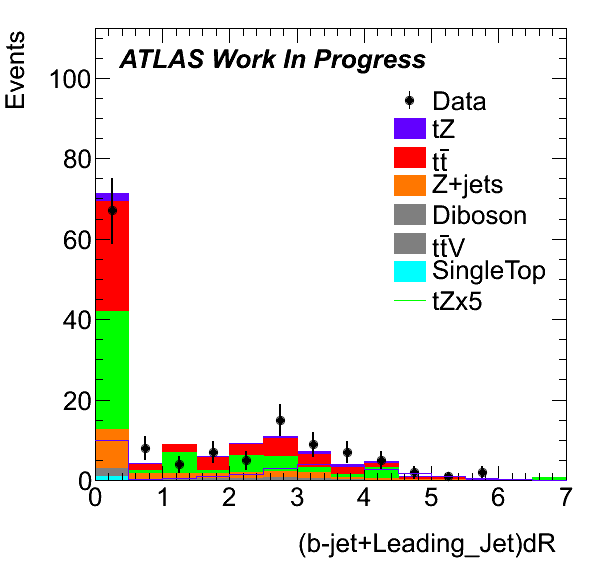 Events
ATLAS Work In Progress
Data
tZ
tt̄
Z+jets
Diboson
tt̄V
SingleTop
tZx5
100
80
60
40
20
0
0 1 2 3 4 5 6 7
(b-jet+Leading_Jet)dR